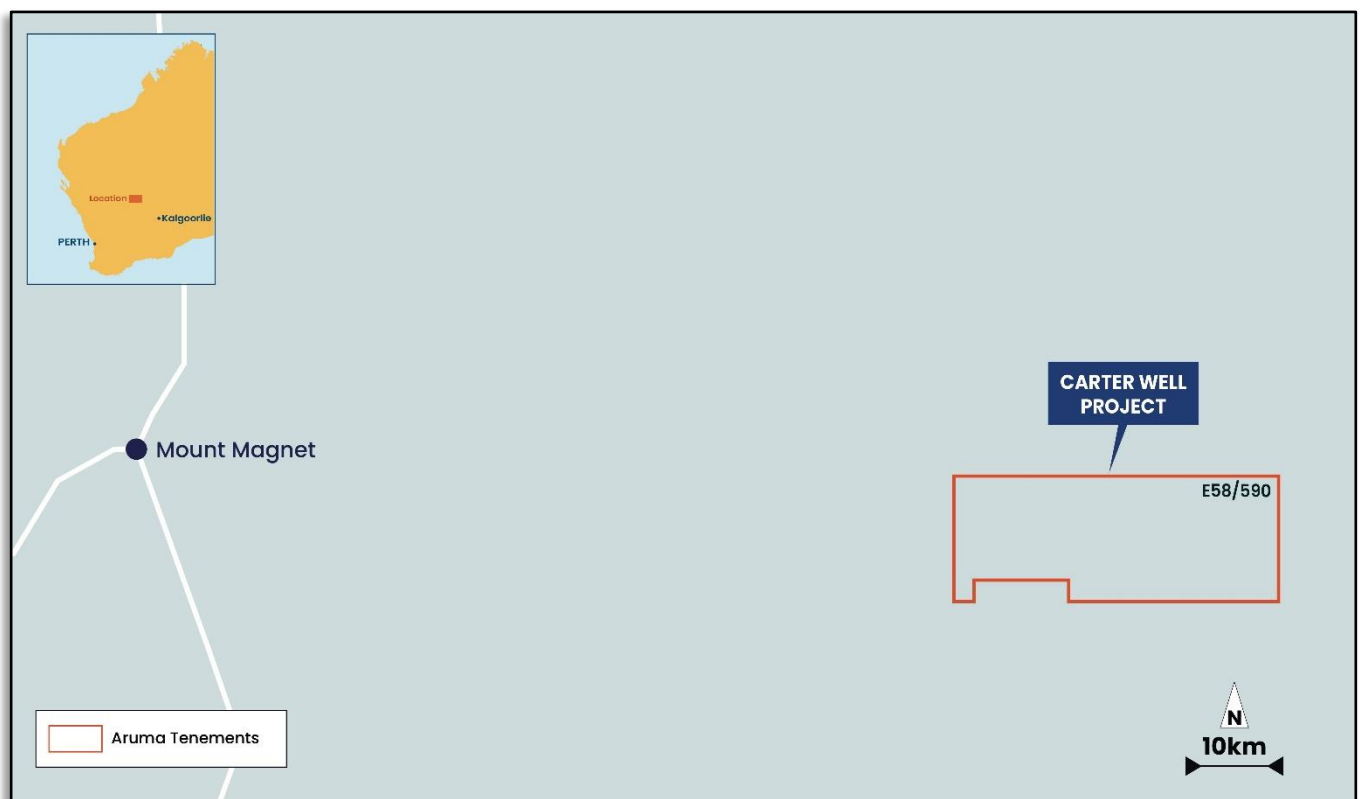 Location
•Kalgoorlie
PERTH •
Mount Magnet
CARTER WELL
PROJECT
E58/590
Aruma Tenements
N
10km